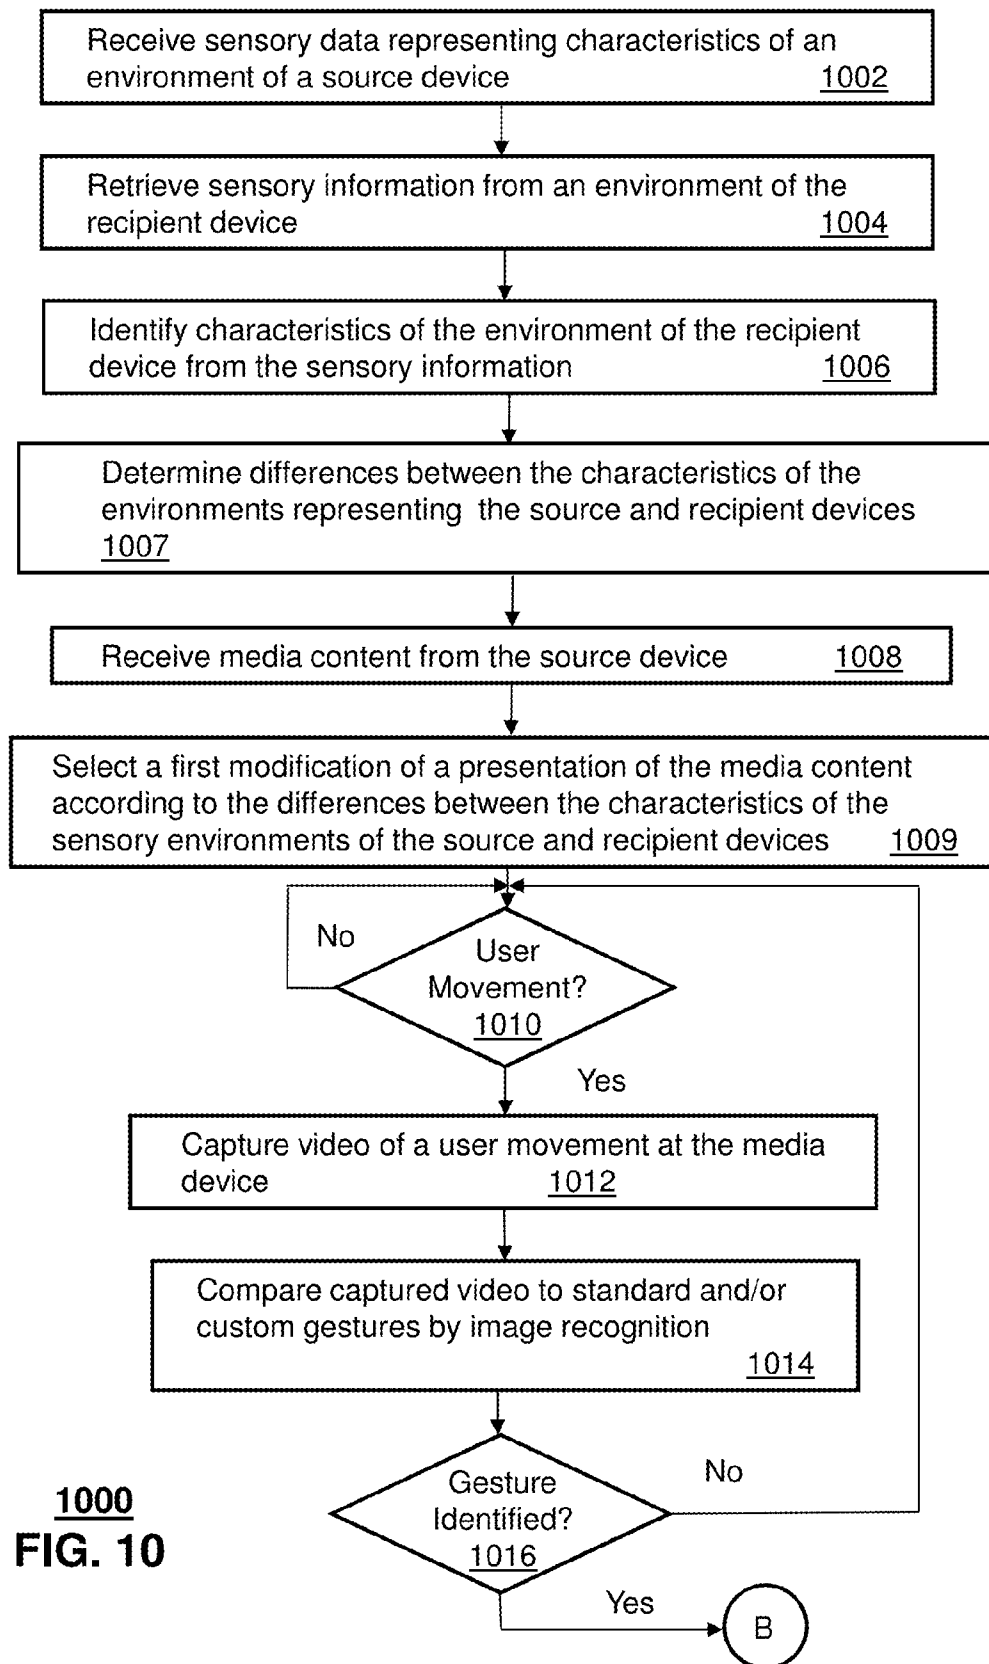 Receive sensory data representing characteristics of an
environment of a source device 1002
Retrieve sensory information from an environment of the
recipient device 1004
Identify characteristics of the environment of the recipient
device from the sensory information 1006
Determine differences between the characteristics of the
environments representing the source and recipient devices
1007
Receive media content from the source device 1008
Select a first modification of a presentation of the media content
according to the differences between the characteristics of the
sensory environments of the source and recipient devices 1009
No
User
Movement?
1010
Yes
Capture video of a user movement at the media
device 1012
Compare captured video to standard and/or
custom gestures by image recognition
1014
Gesture
Identified?
1016
No
Yes
B
1000
FIG. 10